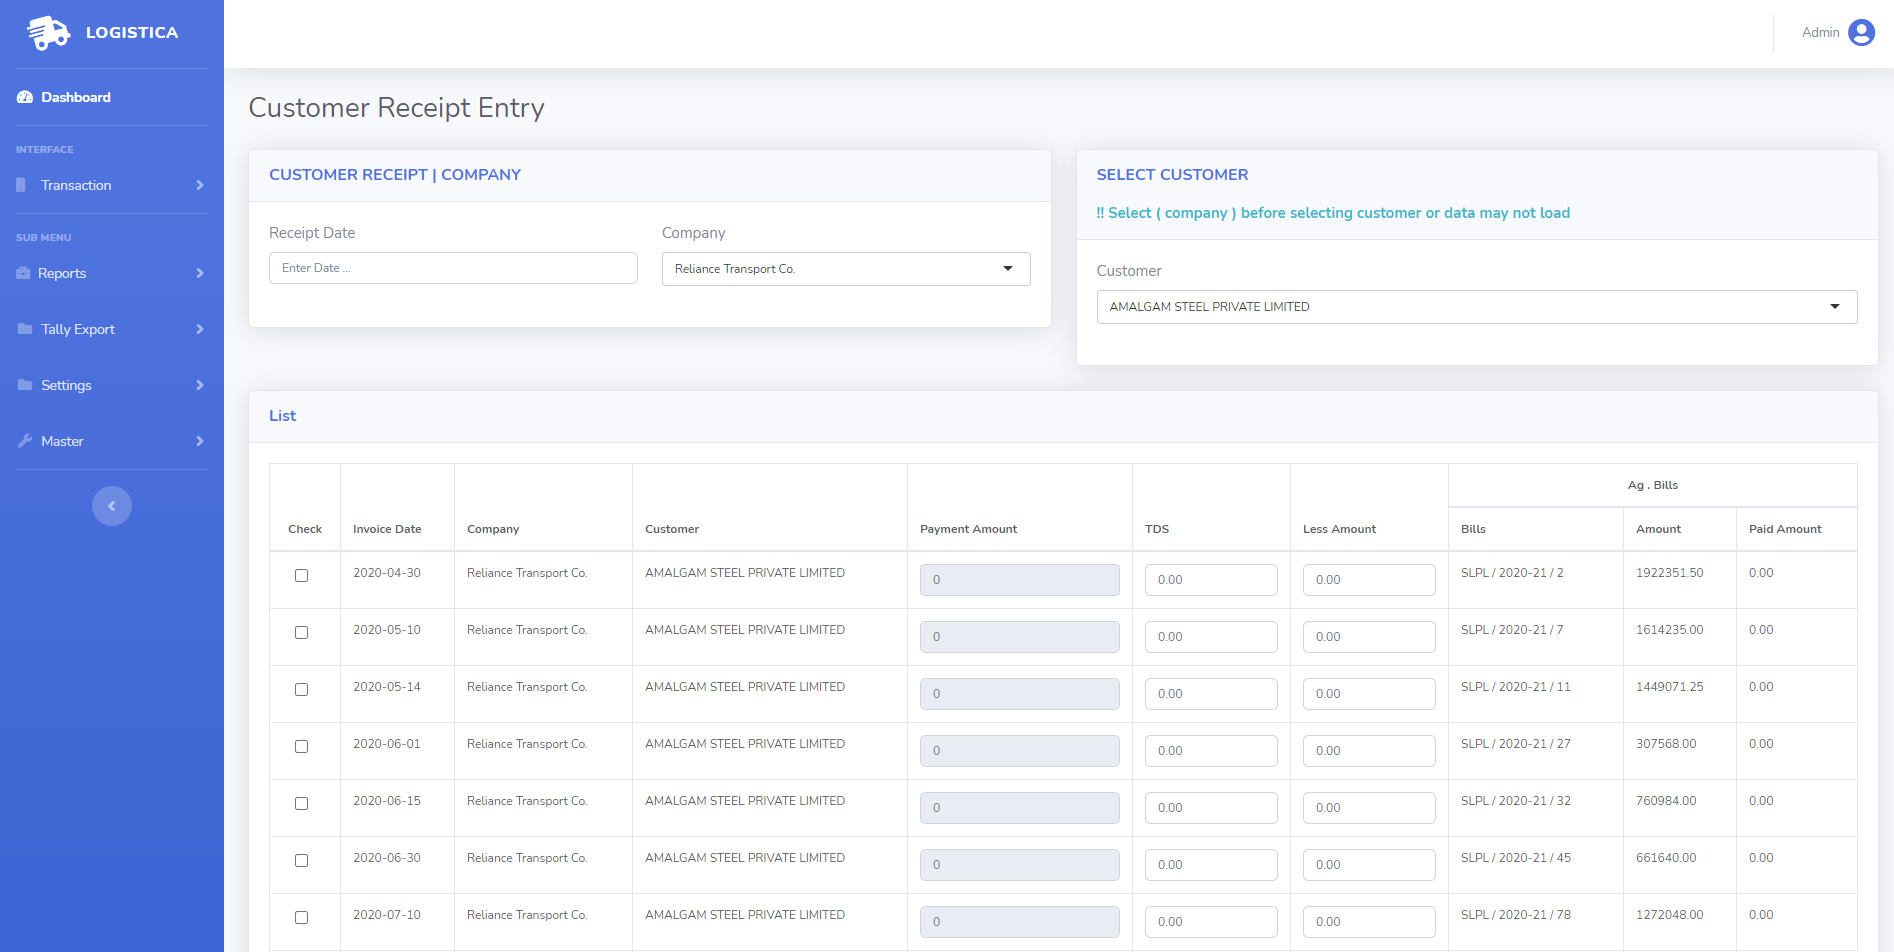 LOGISTICA
Admin
Dashboard
INTERFACE
Transaction
SUB MENU
Reports
Tally Export
Settings
Master
Customer Receipt Entry
CUSTOMER RECEIPT | COMPANY
Receipt Date
Company
Enter Date ...
Reliance Transport Co.
SELECT CUSTOMER
!! Select ( company ) before selecting customer or data may not load
Customer
AMALGAM STEEL PRIVATE LIMITED
List
Ag . Bills
Check Invoice Date Company Customer Payment Amount TDS Less Amount Bills Amount Paid Amount
2020-04-30 Reliance Transport Co. AMALGAM STEEL PRIVATE LIMITED 0 0.00 0.00 SLPL / 2020-21 / 2 1922351.50 0.00
2020-05-10 Reliance Transport Co. AMALGAM STEEL PRIVATE LIMITED 0 0.00 0.00 SLPL / 2020-21 / 7 1614235.00 0.00
2020-05-14 Reliance Transport Co. AMALGAM STEEL PRIVATE LIMITED 0 0.00 0.00 SLPL / 2020-21 / 11 1449071.25 0.00
2020-06-01 Reliance Transport Co. AMALGAM STEEL PRIVATE LIMITED 0 0.00 0.00 SLPL / 2020-21 / 27 307568.00 0.00
2020-06-15 Reliance Transport Co. AMALGAM STEEL PRIVATE LIMITED 0 0.00 0.00 SLPL / 2020-21 / 32 760984.00 0.00
2020-06-30 Reliance Transport Co. AMALGAM STEEL PRIVATE LIMITED 0 0.00 0.00 SLPL / 2020-21 / 45 661640.00 0.00
2020-07-10 Reliance Transport Co. AMALGAM STEEL PRIVATE LIMITED 0 0.00 0.00 SLPL / 2020-21 / 78 1272048.00 0.00